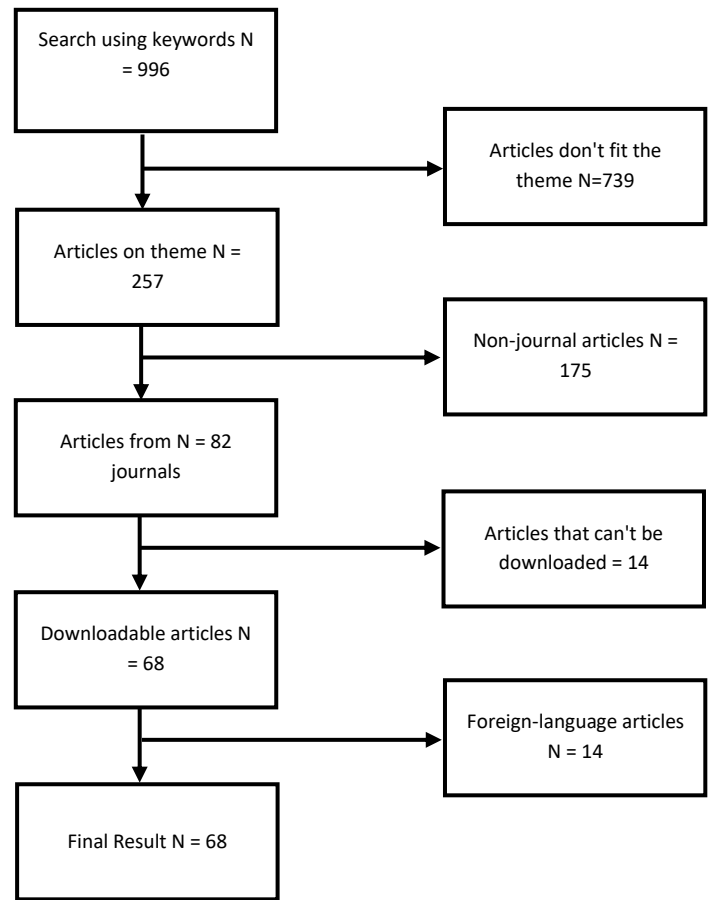 Search using keywords N
= 996
Articles don't fit the
theme N=739
Articles on theme N =
257
Non-journal articles N =
175
Articles from N = 82
journals
Articles that can't be
downloaded = 14
Downloadable articles N
= 68
Foreign-language articles
N = 14
Final Result N = 68